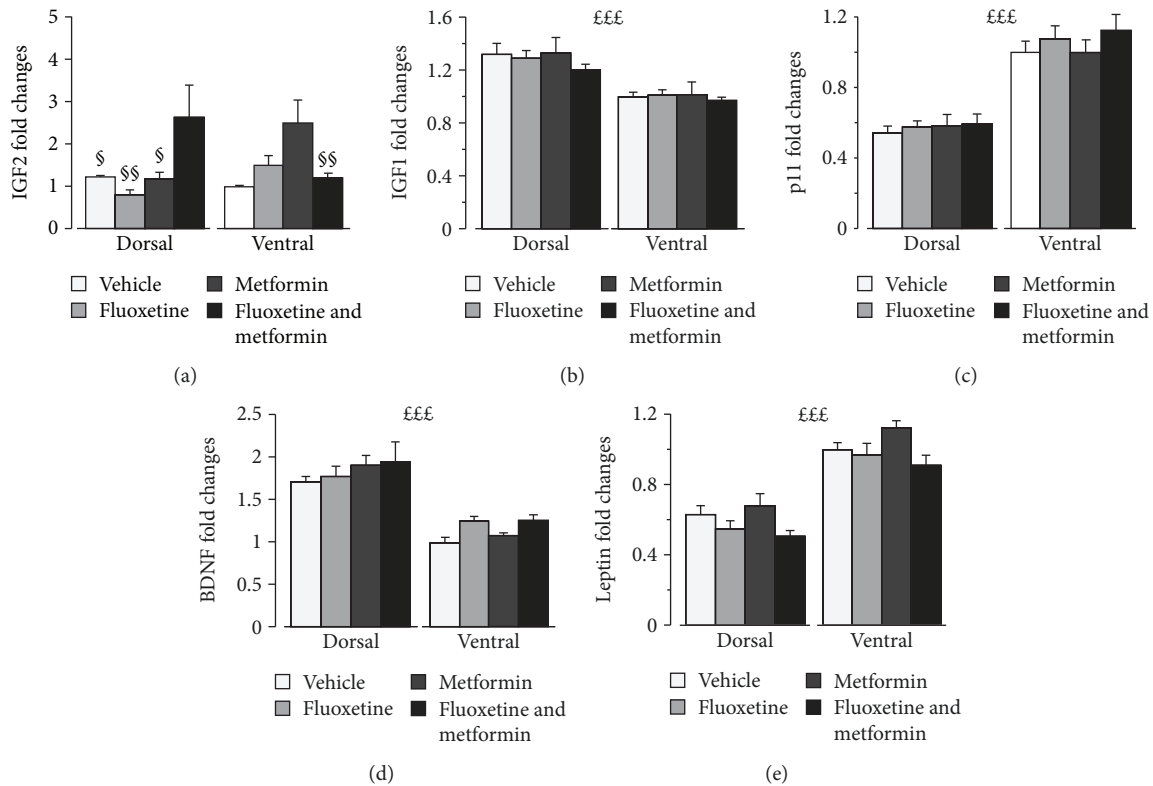 5
4
3
2
1
0
IGF2 fold changes
§
§§
§
§§
Dorsal
Ventral
Vehicle
Metformin
Fluoxetine
Fluoxetine and
metformin
(a)
1.6
1.2
0.8
0.4
0
IGF1 fold changes
£££
Dorsal
Ventral
Vehicle
Metformin
Fluoxetine
Fluoxetine and
metformin
(b)
1.2
0.8
0.4
0
p11 fold changes
£££
Dorsal
Ventral
Vehicle
Metformin
Fluoxetine
Fluoxetine and
metformin
(c)
2.5
2
1.5
1
0.5
0
BDNF fold changes
£££
Dorsal
Ventral
Vehicle
Metformin
Fluoxetine
Fluoxetine and
metformin
(d)
1.2
0.8
0.4
0
Leptin fold changes
£££
Dorsal
Ventral
Vehicle
Metformin
Fluoxetine
Fluoxetine and
metformin
(e)